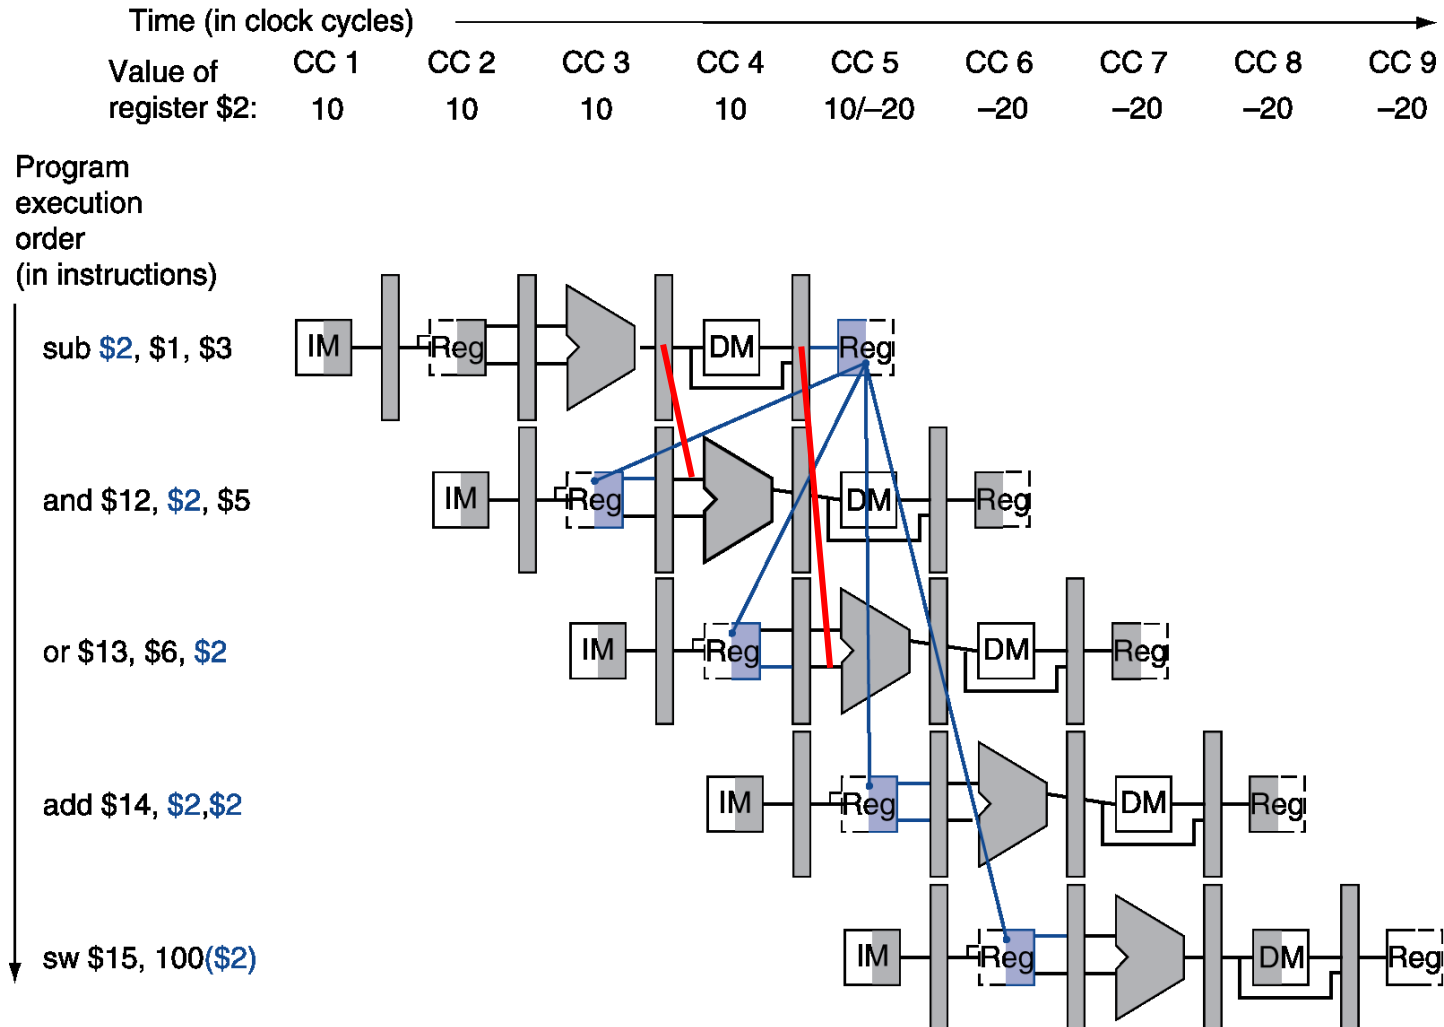 Time (in clock cycles)
Value of register $2:
CC 1 CC 2 CC 3 CC 4 CC 5 CC 6 CC 7 CC 8 CC 9
10 10 10 10 10/–20 –20 –20 –20 –20
Program
execution
order
(in instructions)
sub $2, $1, $3
IM Reg DM Reg
and $12, $2, $5
IM Reg DM Reg
or $13, $6, $2
IM Reg DM Reg
add $14, $2,$2
IM Reg DM Reg
sw $15, 100($2)
IM Reg DM Reg